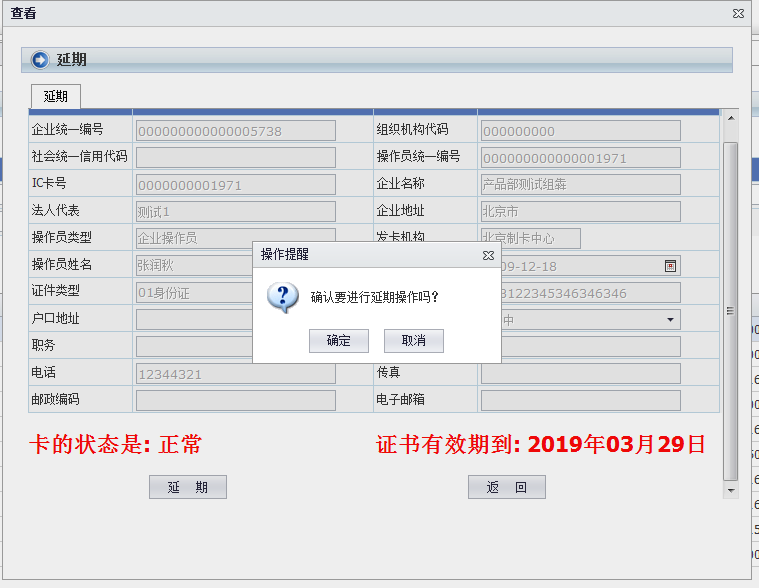 查看
延期
延期
企业统一编号 000000000000005738 组织机构代码 000000000
社会统一信用代码 操作员统一编号 000000000000001971
IC卡号 0000000001971 企业名称 产品部测试组犇
法人代表 测试1 企业地址 北京市
操作员类型 企业操作员 发卡机构 北京制卡中心
操作提醒
操作员姓名 张闰秋 09-12-18
证件类型 01身份证 3122345346346346
确认要进行延期操作吗?
户口地址 中
确定 取消
职务
电话 12344321 传真
邮政编码 电子邮箱
卡的状态是: 正常 证书有效期到: 2019年03月29日
延 期 返 回